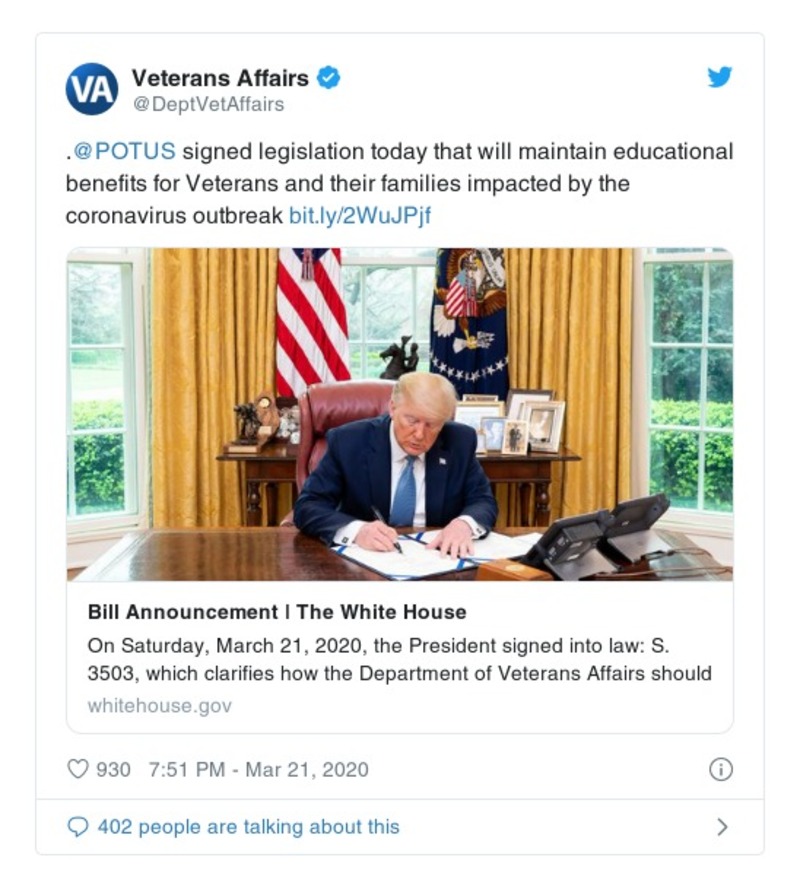 VA
Veterans Affairs
@DeptVetAffairs
.@POTUS signed legislation today that will maintain educational
benefits for Veterans and their families impacted by the
coronavirus outbreak bit.ly/2WuJPjf
Bill Announcement | The White House
On Saturday, March 21, 2020, the President signed into law: S.
3503, which clarifies how the Department of Veterans Affairs should
whitehouse.gov
930 7:51 PM - Mar 21, 2020
402 people are talking about this